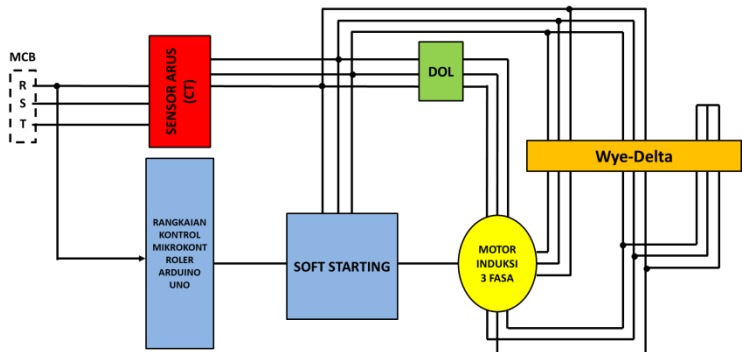 MCB
R
S
T
SENSOR ARUS
(CT)
DOL
Wye-Delta
RANGKAIAN
KONTROL
MIKROKONT
ROLER
ARDUINO
UNO
SOFT STARTING
MOTOR
INDUKSI
3 FASA